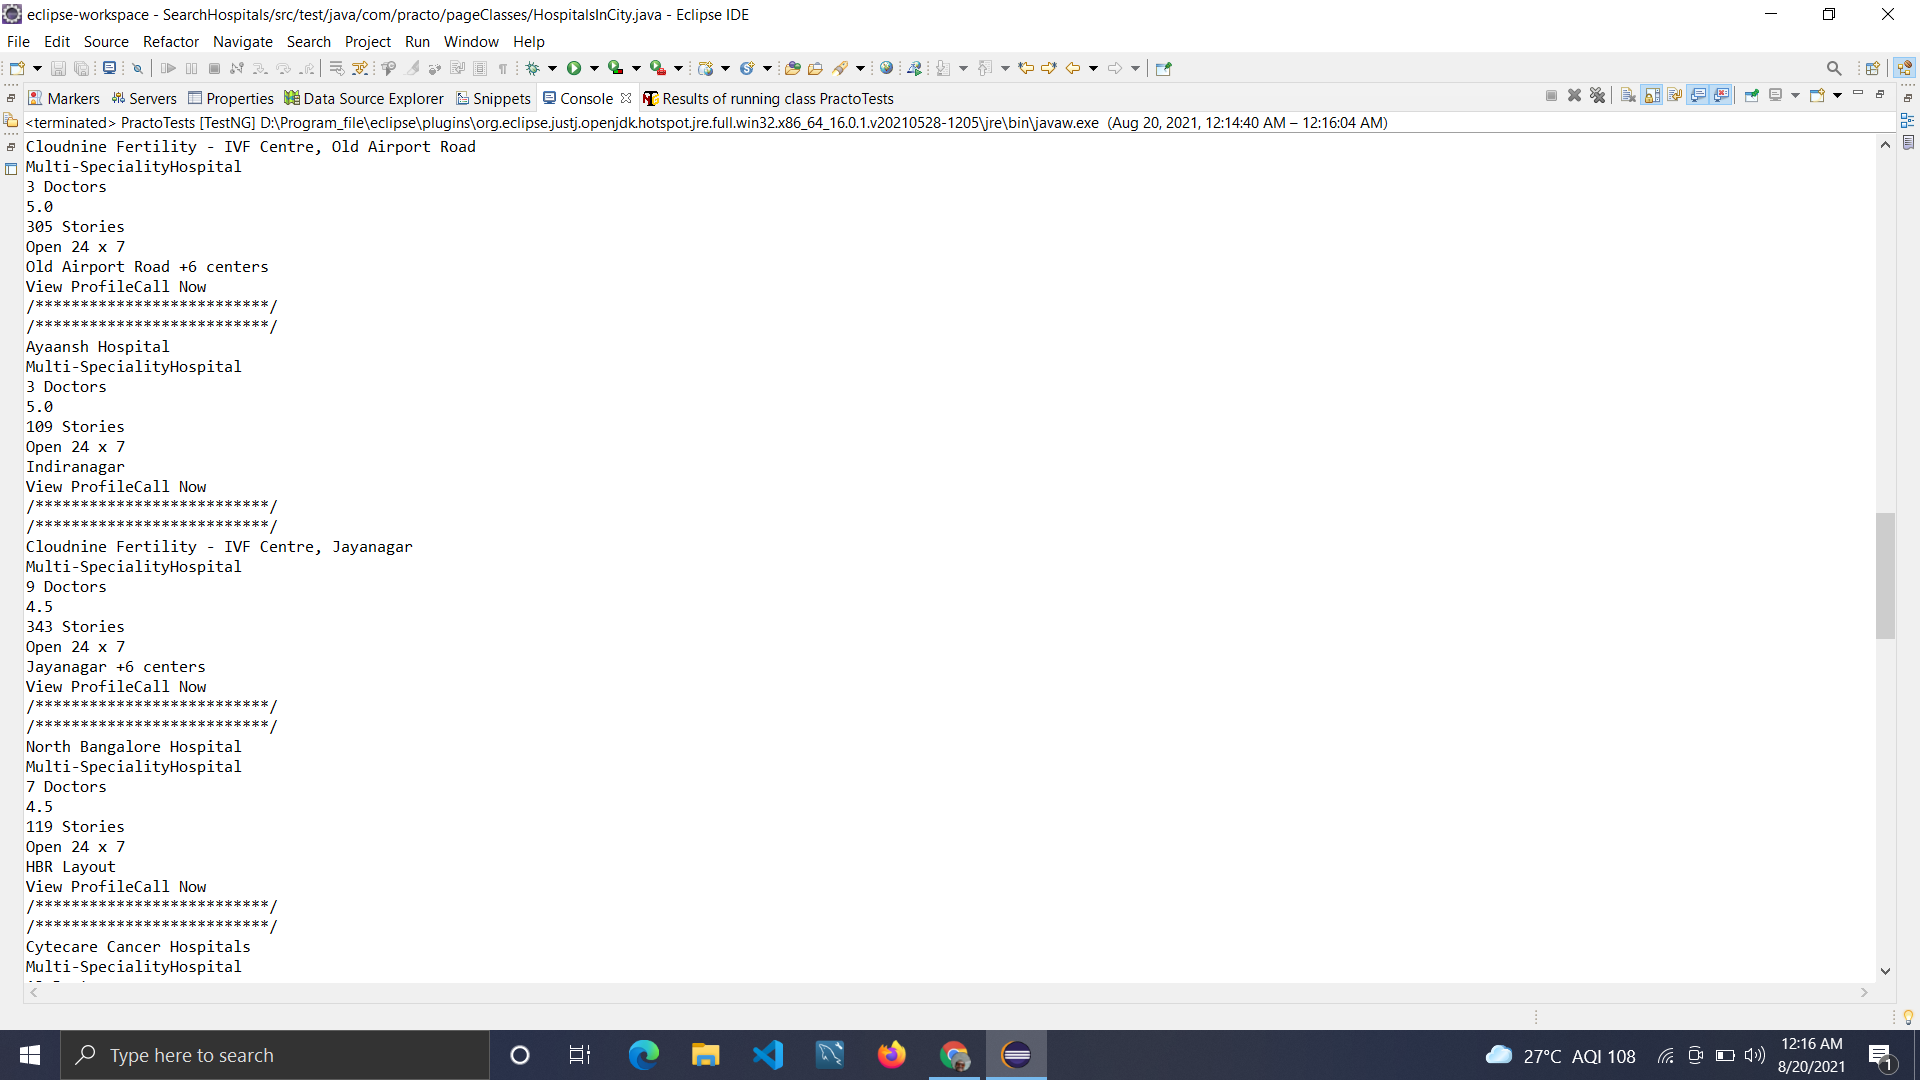 eclipse-workspace - SearchHospitals/src/test/java/com/practo/pageClasses/HospitalsInCity.java - Eclipse IDE
File Edit Source Refactor Navigate Search Project Run Window Help
Markers Servers Properties Data Source Explorer Snippets Console Results of running class PractoTests
<terminated> PractoTests [TestNG] D:\Program_file\eclipse\plugins\org.eclipse.justj.openjdk.hotspot.jre.full.win32.x86_64_16.0.1.v20210528-1205\jre\bin\javaw.exe (Aug 20, 2021, 12:14:40 AM – 12:16:04 AM)
Cloudnine Fertility - IVF Centre, Old Airport Road
Multi-SpecialityHospital
3 Doctors
5.0
305 Stories
Open 24 x 7
Old Airport Road +6 centers
View ProfileCall Now
/**************************/
/**************************/
Ayaansh Hospital
Multi-SpecialityHospital
3 Doctors
5.0
109 Stories
Open 24 x 7
Indiranagar
View ProfileCall Now
/**************************/
/**************************/
Cloudnine Fertility - IVF Centre, Jayanagar
Multi-SpecialityHospital
9 Doctors
4.5
343 Stories
Open 24 x 7
Jayanagar +6 centers
View ProfileCall Now
/**************************/
/**************************/
North Bangalore Hospital
Multi-SpecialityHospital
7 Doctors
4.5
119 Stories
Open 24 x 7
HBR Layout
View ProfileCall Now
/**************************/
/**************************/
Cytecare Cancer Hospitals
Multi-SpecialityHospital
Type here to search
27°C AQI 108
12:16 AM
8/20/2021
1